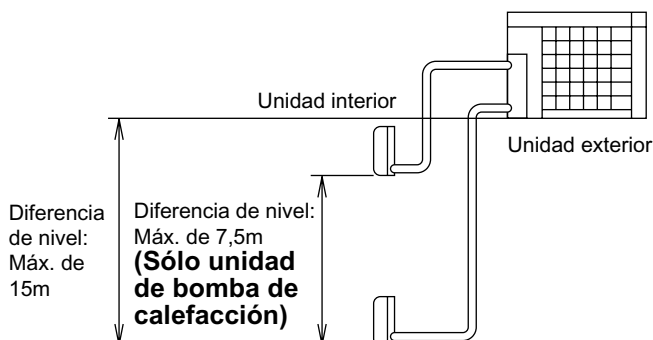 Unidad interior
Unidad exterior
Diferencia
de nivel:
Máx. de
15m
Diferencia de nivel:
Máx. de 7,5m
(Sólo unidad
de bomba de
calefacción)